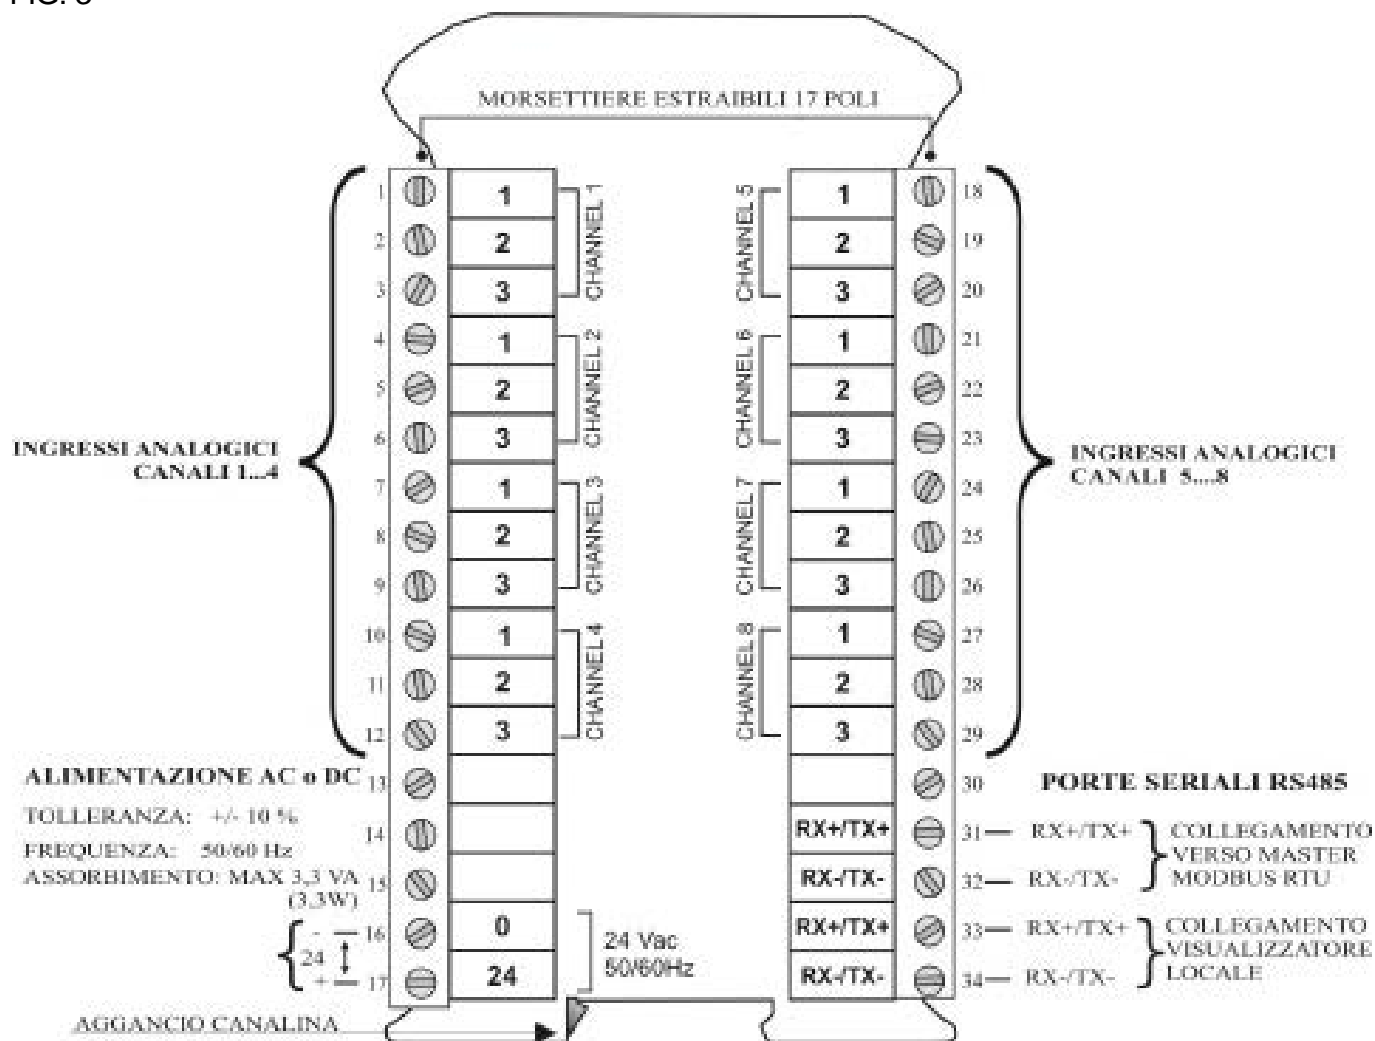 MORSETTIERE ESTRAIBILI 17 POLI
1 1
2 2
3 3
CHANNEL 1
4 1
5 2
6 3
CHANNEL 2
7 1
8 2
9 3
CHANNEL 3
10 1
11 2
12 3
CHANNEL 4
13
14
15
16 0
17 24
INGRESSI ANALOGICI
CANALI 1...4
ALIMENTAZIONE AC o DC
TOLLERANZA: +/- 10 %
FREQUENZA: 50/60 Hz
ASSORBIMENTO: MAX 3,3 VA
(3,3W)
-
24
+
24 Vac
50/60Hz
AGGANCIO CANALINA
CHANNEL 5
1 18
2 19
3 20
CHANNEL 6
1 21
2 22
3 23
CHANNEL 7
1 24
2 25
3 26
CHANNEL 8
1 27
2 28
3 29
30
INGRESSI ANALOGICI
CANALI 5....8
PORTE SERIALI RS485
RX+/TX+ 31 RX+/TX+
RX-/TX- 32 RX-/TX-
COLLEGAMENTO
VERSO MASTER
MODBUS RTU
RX+/TX+ 33 RX+/TX+
RX-/TX- 34 RX-/TX-
COLLEGAMENTO
VISUALIZZATORE
LOCALE